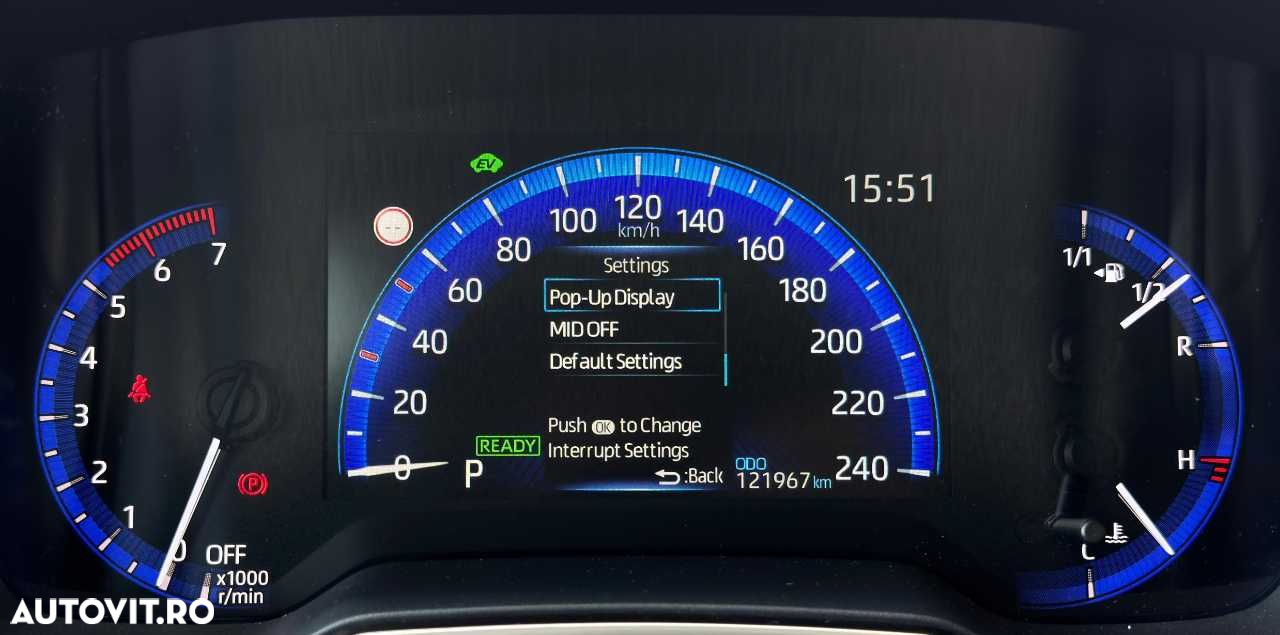 EV
15:51
120
km/h
100
140
80
160
60
180
40
200
20
220
0
240
Settings
Pop-Up Display
MID OFF
Default Settings
Push OK to Change
Interrupt Settings
:Back
READY
P
ODO
121967 km
7
6
5
4
3
2
1
0
OFF
x1000
r/min
P
1/1
1/2
R
H
C
AUTOVIT.RO